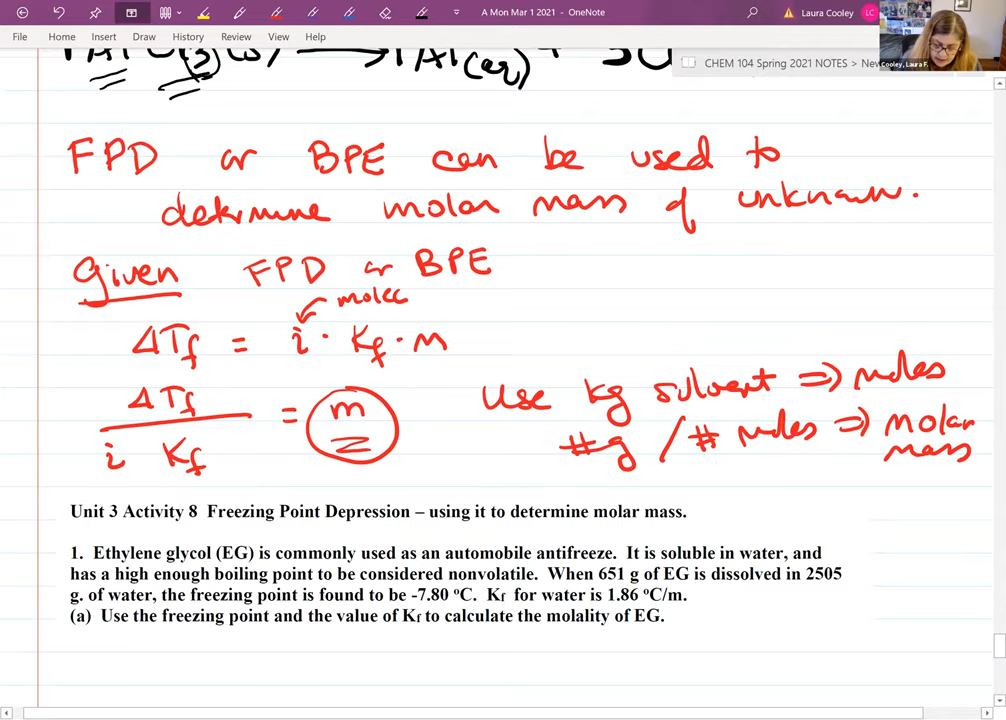 A Mon Mar 1 2021 - OneNote
Laura Cooley
LC
File Home Insert Draw History Review View Help
CHEM 104 Spring 2021 NOTES > New
Cooley, Laura F.
FPD or BPE can be used to
determine molar mass of unknown.
Given FPD or BPE
molec
ΔTf = i · Kf · m
ΔTf
i Kf
= m
Use kg solvent => moles
#g / # moles => molar
mass
Unit 3 Activity 8 Freezing Point Depression – using it to determine molar mass.
1. Ethylene glycol (EG) is commonly used as an automobile antifreeze. It is soluble in water, and
has a high enough boiling point to be considered nonvolatile. When 651 g of EG is dissolved in 2505
g. of water, the freezing point is found to be -7.80 ºC. Kf for water is 1.86 ºC/m.
(a) Use the freezing point and the value of Kf to calculate the molality of EG.